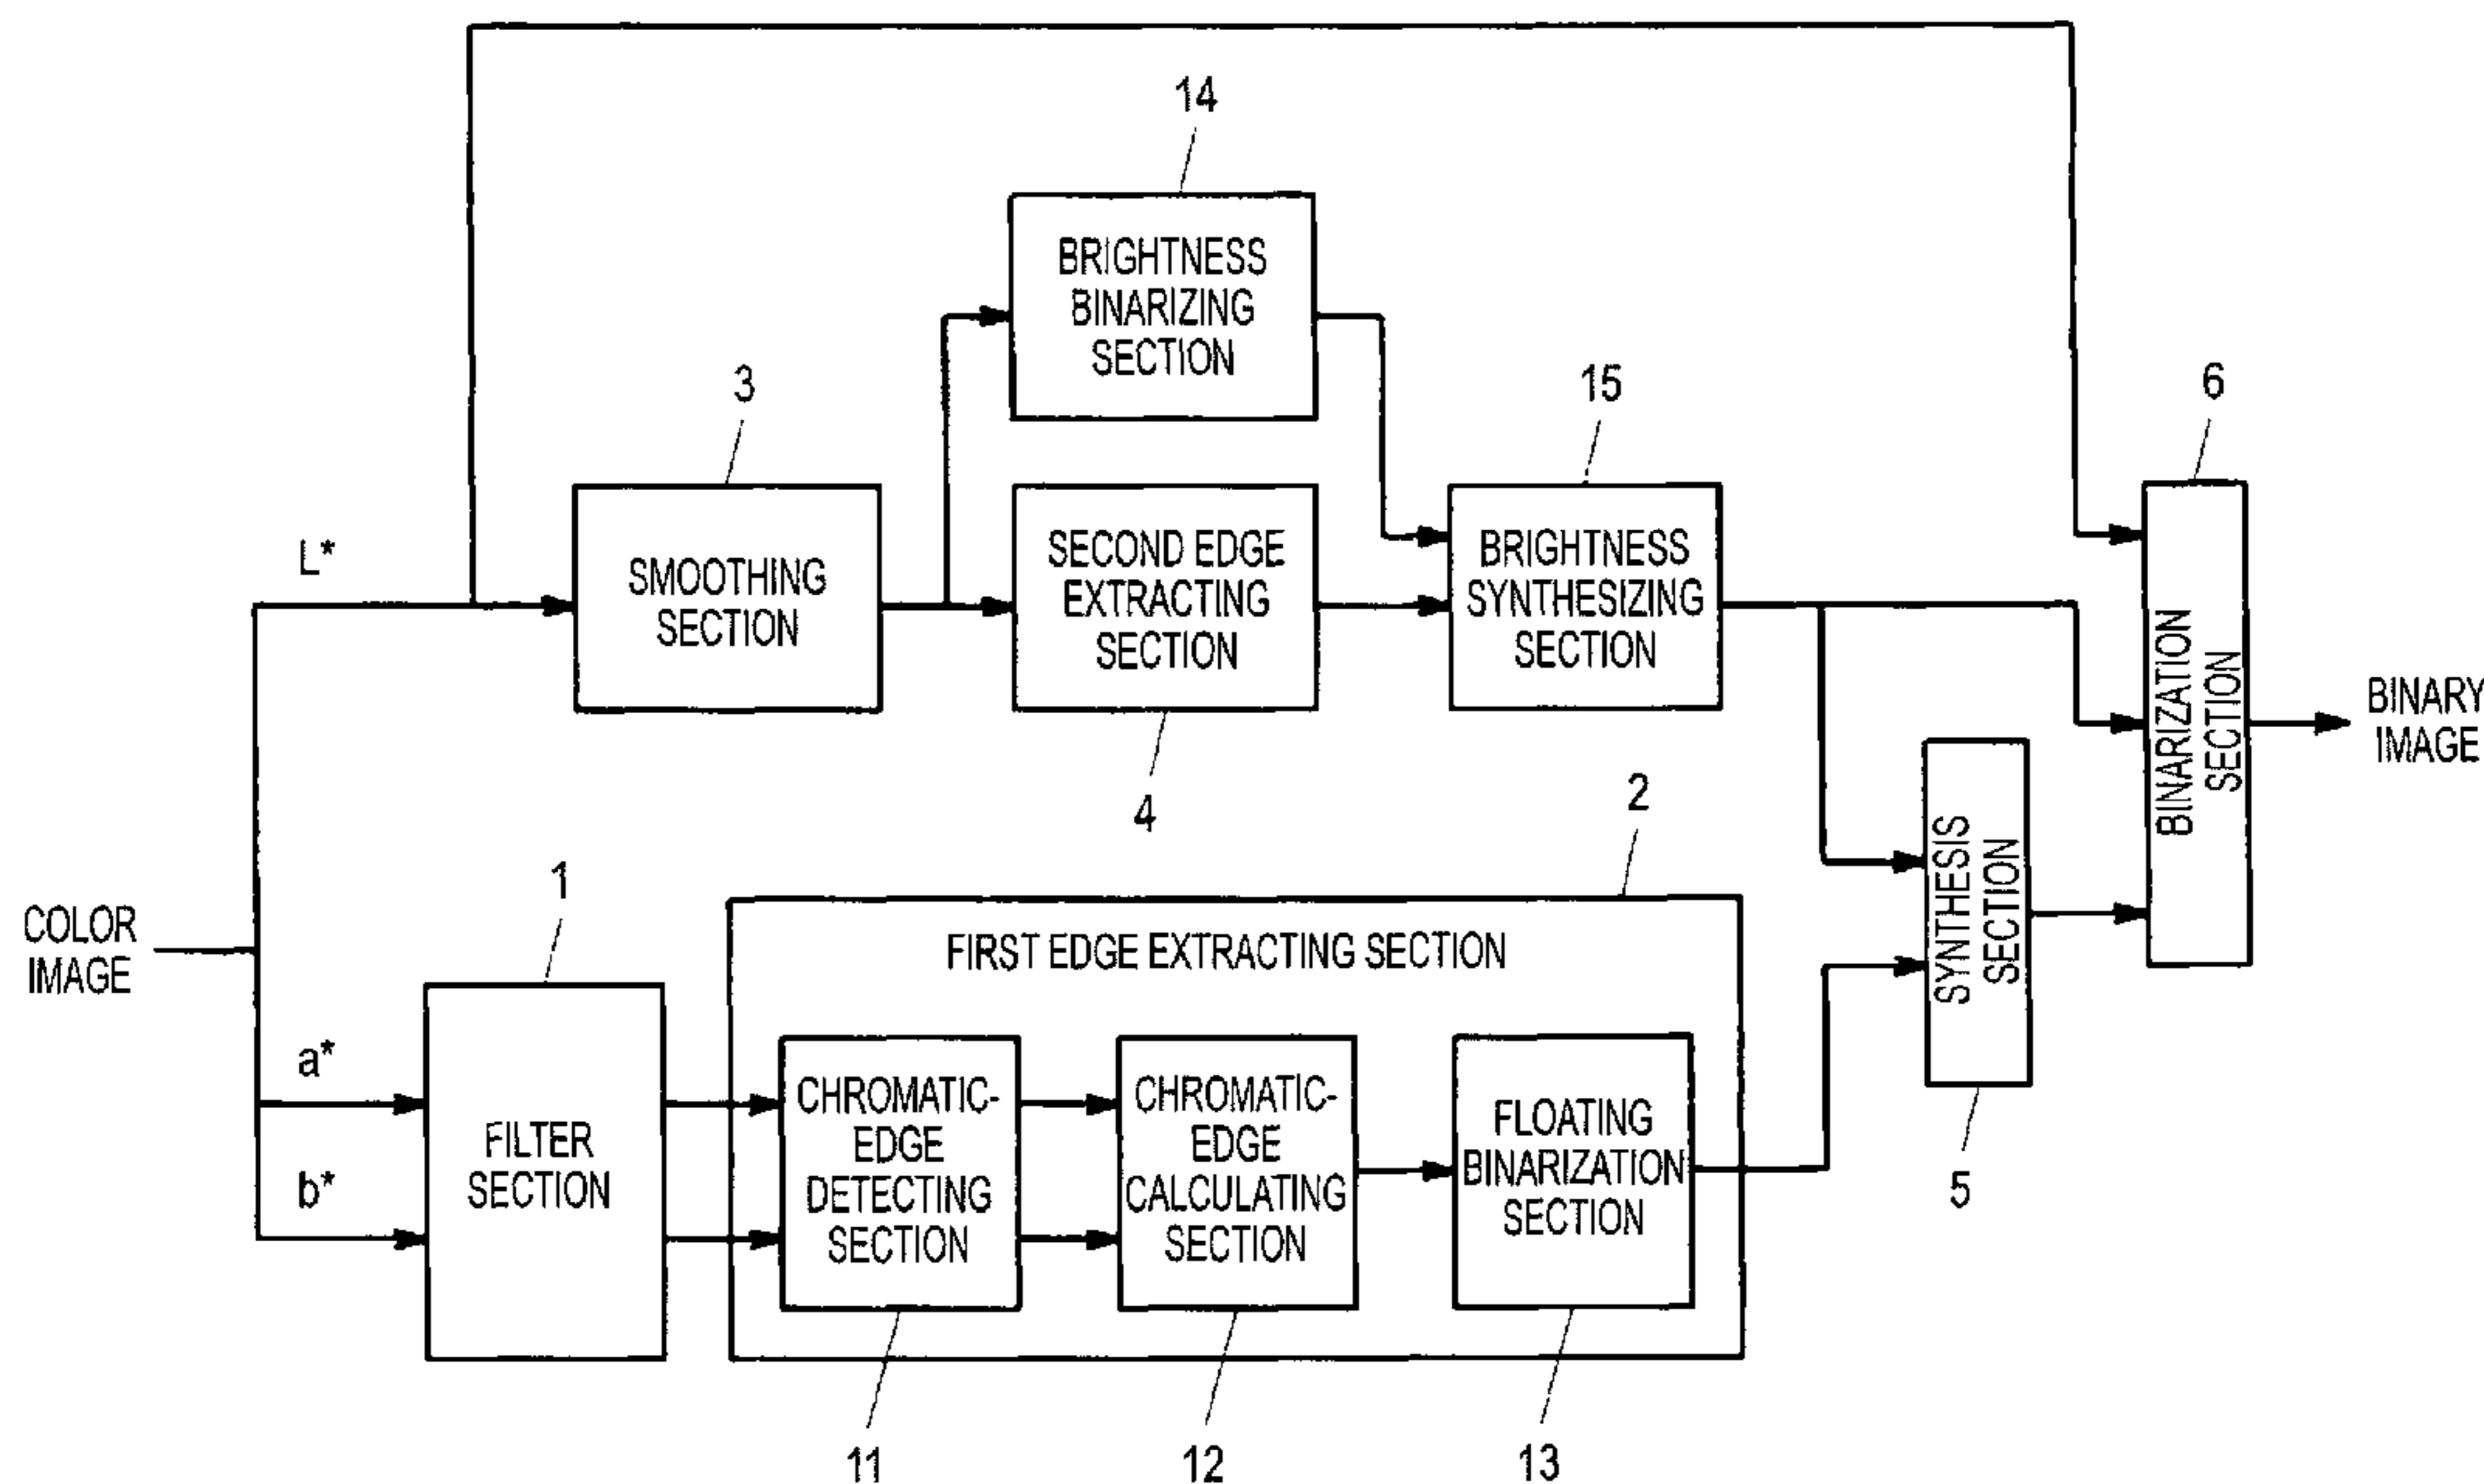 14
BRIGHTNESS
BINARIZING
SECTION
3
15
6
L*
SMOOTHING
SECTION
SECOND EDGE
EXTRACTING
SECTION
BRIGHTNESS
SYNTHESIZING
SECTION
BINARIZATION
SECTION
BINARY
IMAGE
4
2
1
COLOR
IMAGE
FIRST EDGE EXTRACTING SECTION
SYNTHESIS
SECTION
a*
b*
FILTER
SECTION
CHROMATIC-
EDGE
DETECTING
SECTION
CHROMATIC-
EDGE
CALCULATING
SECTION
FLOATING
BINARIZATION
SECTION
5
11
12
13